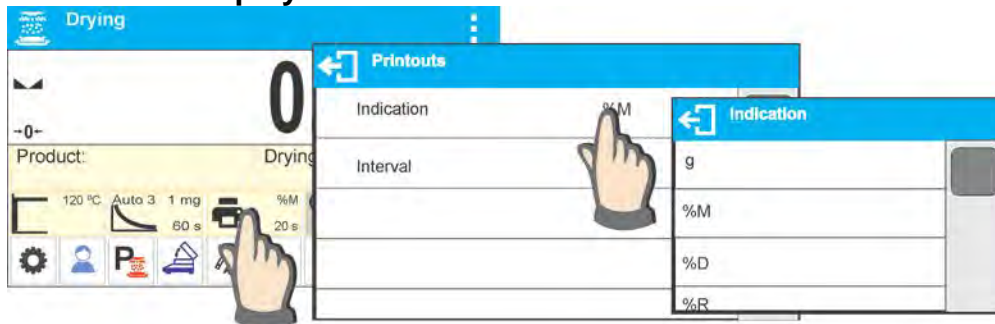 Drying
0
→0←
Product: Drying
120 ºC Auto 3 1 mg %M
60 s 20 s
P
Printouts
Indication %M
Interval
Indication
g
%M
%D
%R